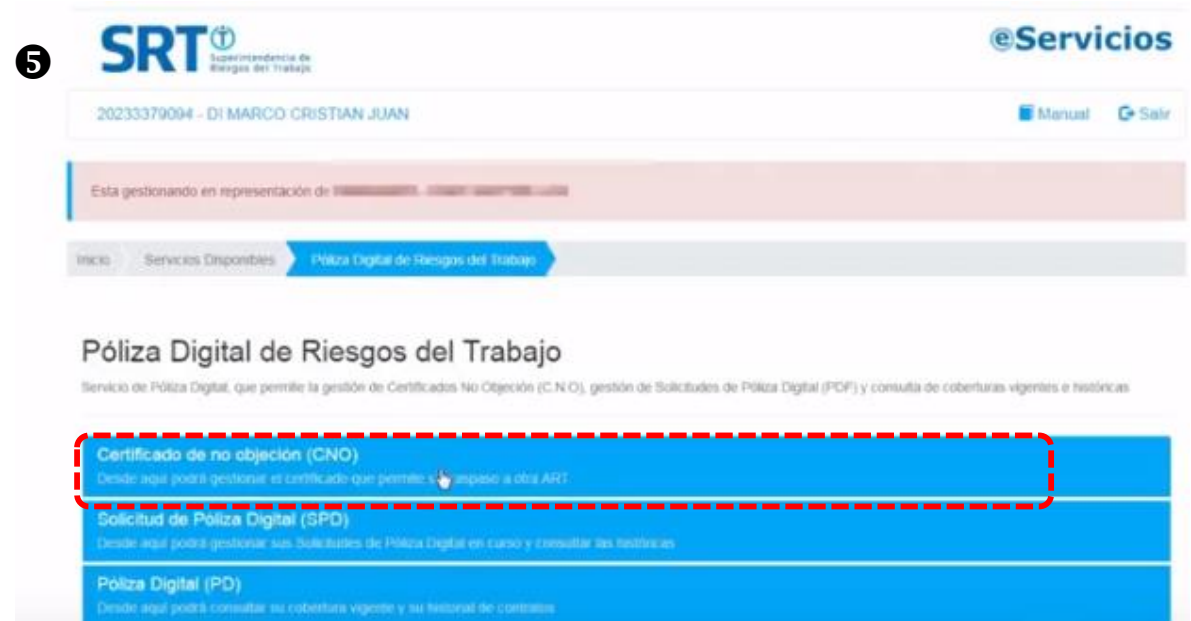 ❺
SRT
Superintendencia de
Riesgos del Trabajo
eServicios
20233379094 - DI MARCO CRISTIAN JUAN
Manual
Salir
Esta gestionando en representación de
Inicio
Servicios Disponibles
Póliza Digital de Riesgos del Trabajo
Póliza Digital de Riesgos del Trabajo
Servicio de Póliza Digital, que permite la gestión de Certificados No Objeción (C.N.O), gestión de Solicitudes de Póliza Digital (PDF) y consulta de coberturas vigentes e históricas
Certificado de no objeción (CNO)
Desde aquí podrá gestionar el certificado que permite aspaso a otra ART
Solicitud de Póliza Digital (SPD)
Desde aquí podrá gestionar sus Solicitudes de Póliza Digital en curso y consultar las históricas
Póliza Digital (PD)
Desde aquí podrá consultar su cobertura vigente y su historial de contratos